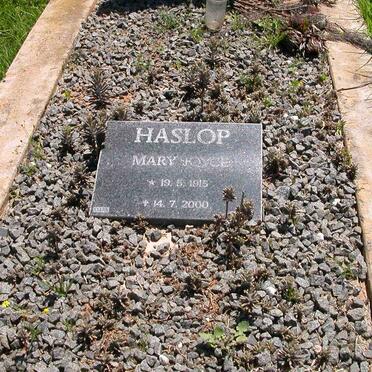 HASLOP
MARY JOYCE
* 19. 5. 1915
+ 14. 7. 2000